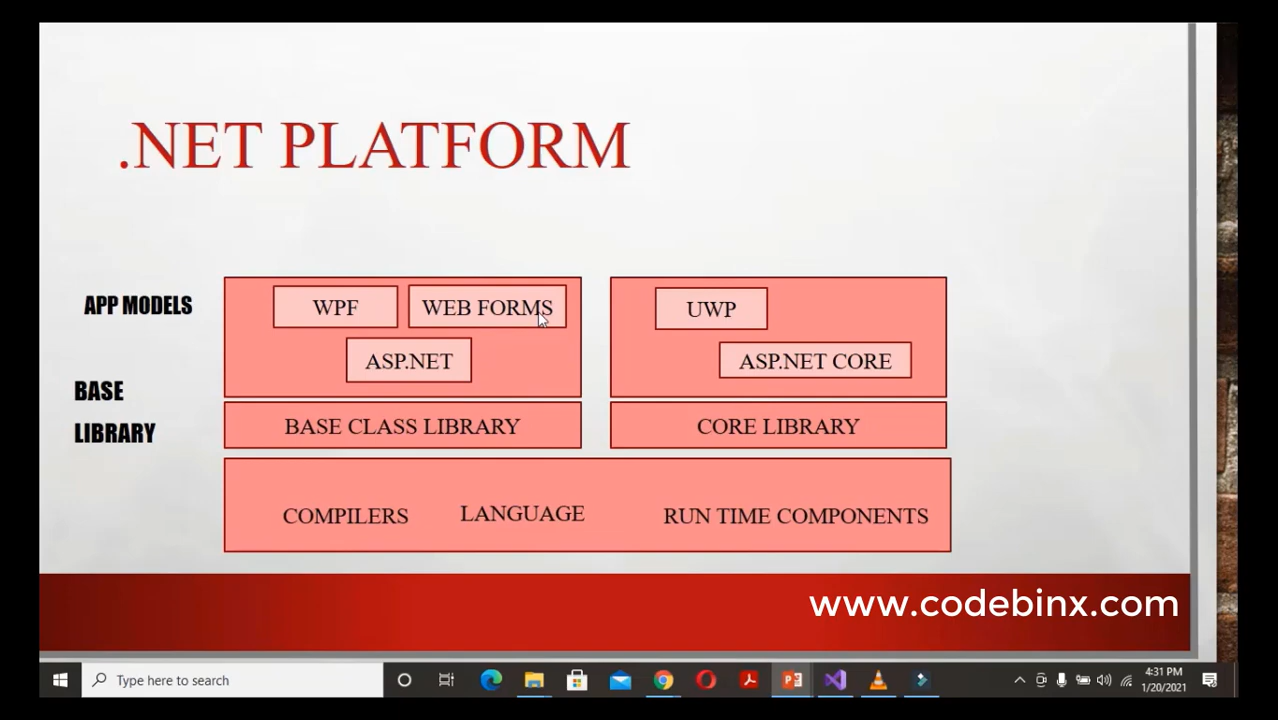 .NET PLATFORM
APP MODELS
WPF
WEB FORMS
ASP.NET
UWP
ASP.NET CORE
BASE
LIBRARY
BASE CLASS LIBRARY
CORE LIBRARY
COMPILERS
LANGUAGE
RUN TIME COMPONENTS
www.codebinx.com
Type here to search
4:31 PM
1/20/2021